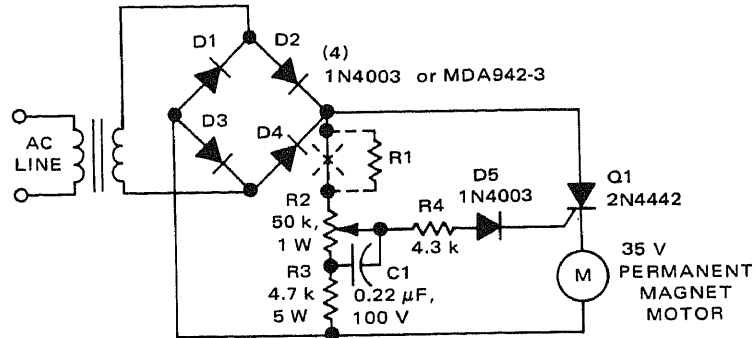 D1
D2
(4)
1N4003 or MDA942-3
D3
D4
AC
LINE
R1
D5
1N4003
Q1
2N4442
R2
50 k,
1 W
R4
4.3 k
R3
4.7 k
5 W
C1
0.22 μF,
100 V
M
35 V
PERMANENT
MAGNET
MOTOR